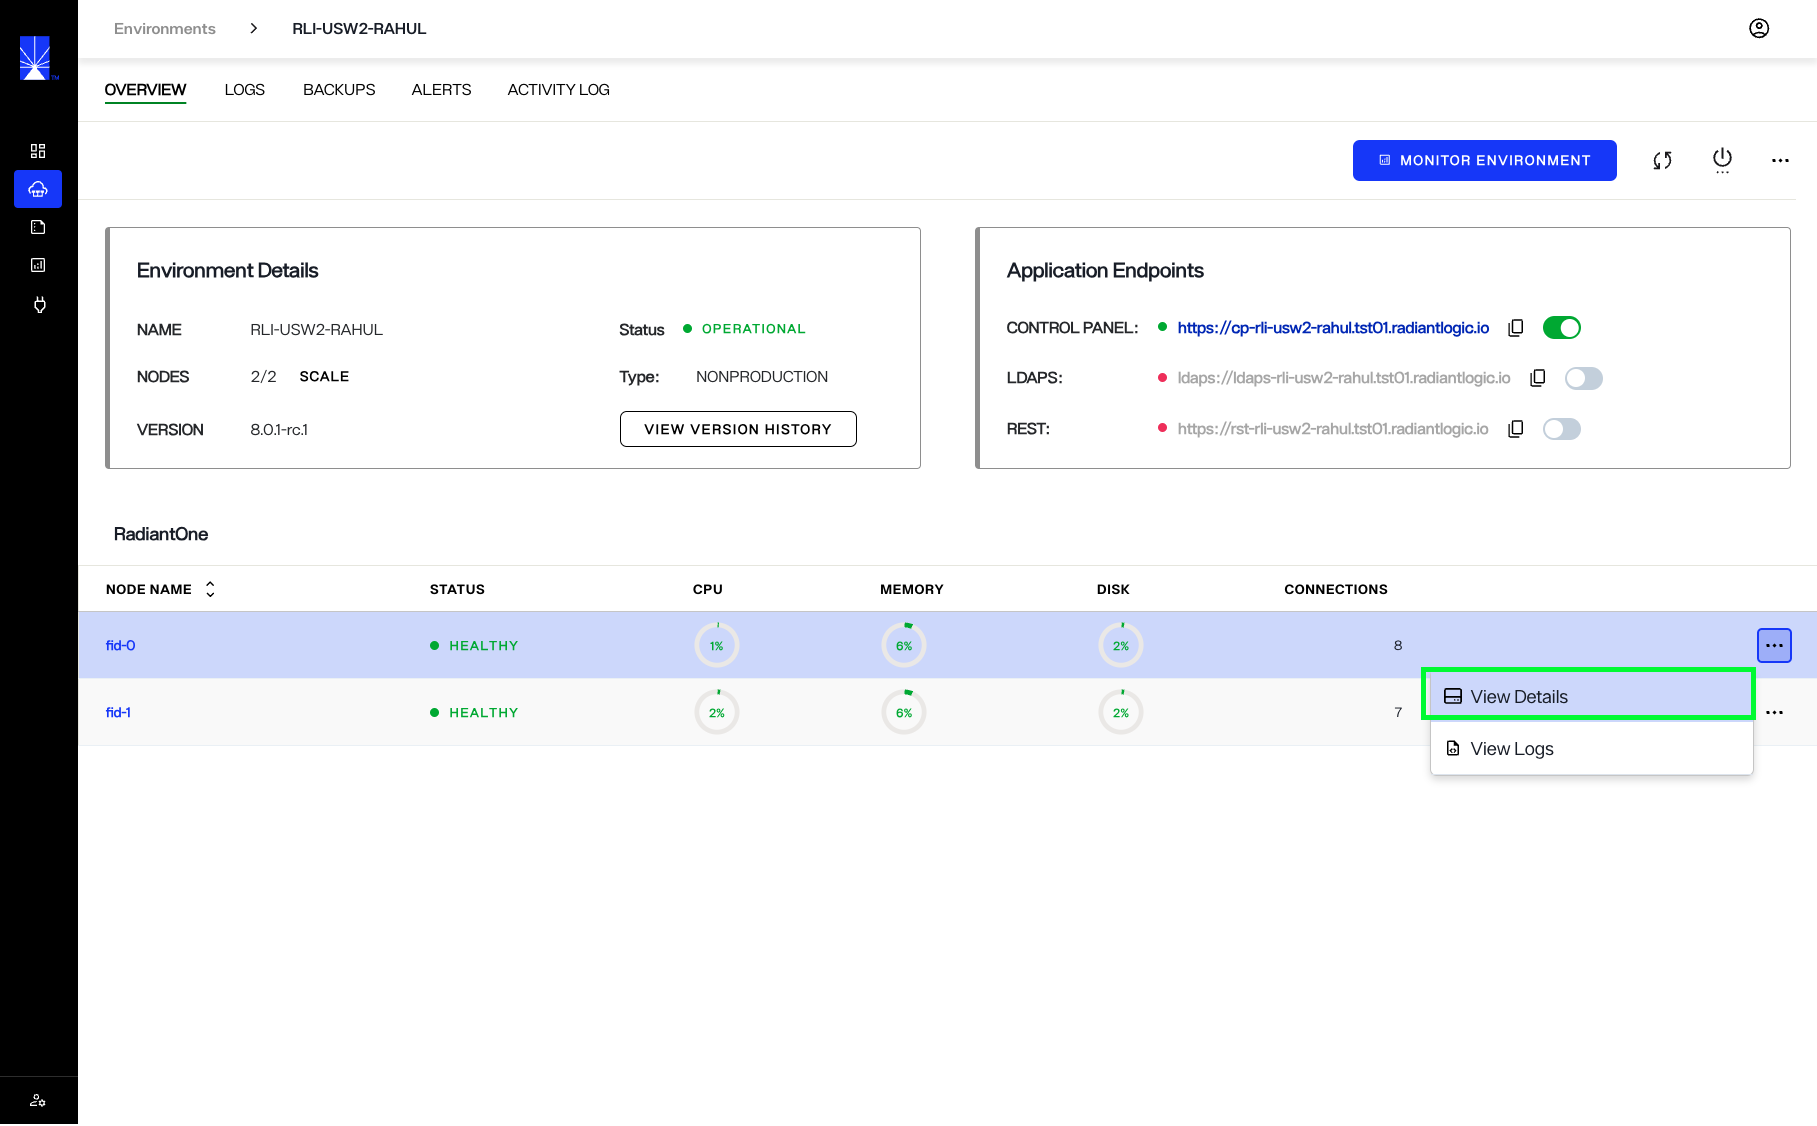 Environments > RLI-USW2-RAHUL
TM
OVERVIEW LOGS BACKUPS ALERTS ACTIVITY LOG
MONITOR ENVIRONMENT
Environment Details
NAME RLI-USW2-RAHUL Status OPERATIONAL
NODES 2/2 SCALE Type: NONPRODUCTION
VERSION 8.0.1-rc.1 VIEW VERSION HISTORY
Application Endpoints
CONTROL PANEL: https://cp-rli-usw2-rahul.tst01.radiantlogic.io
LDAPS: ldaps://ldaps-rli-usw2-rahul.tst01.radiantlogic.io
REST: https://rst-rli-usw2-rahul.tst01.radiantlogic.io
RadiantOne
NODE NAME STATUS CPU MEMORY DISK CONNECTIONS
fid-0 HEALTHY 1% 6% 2% 8
fid-1 HEALTHY 2% 6% 2% 7
View Details
View Logs